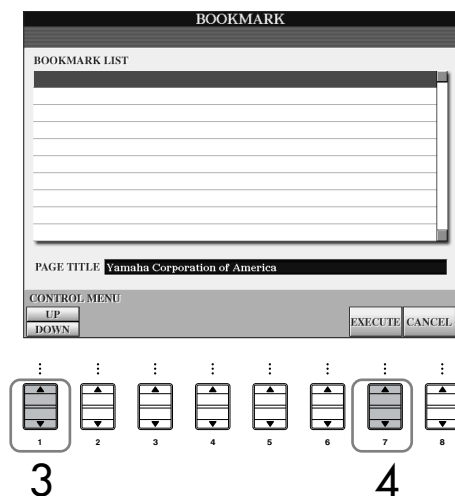 BOOKMARK
BOOKMARK LIST
PAGE TITLE Yamaha Corporation of America
CONTROL MENU
UP
DOWN
EXECUTE CANCEL
1 2 3 4 5 6 7 8
3 4